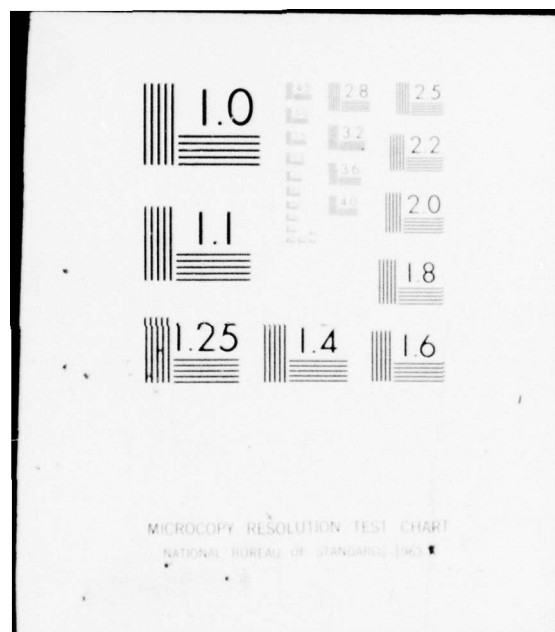 1.0 2.8 2.5
3.2 2.2
3.6
1.1 4.0 2.0
1.8
1.25 1.4 1.6
MICROCOPY RESOLUTION TEST CHART
NATIONAL BUREAU OF STANDARDS-1963